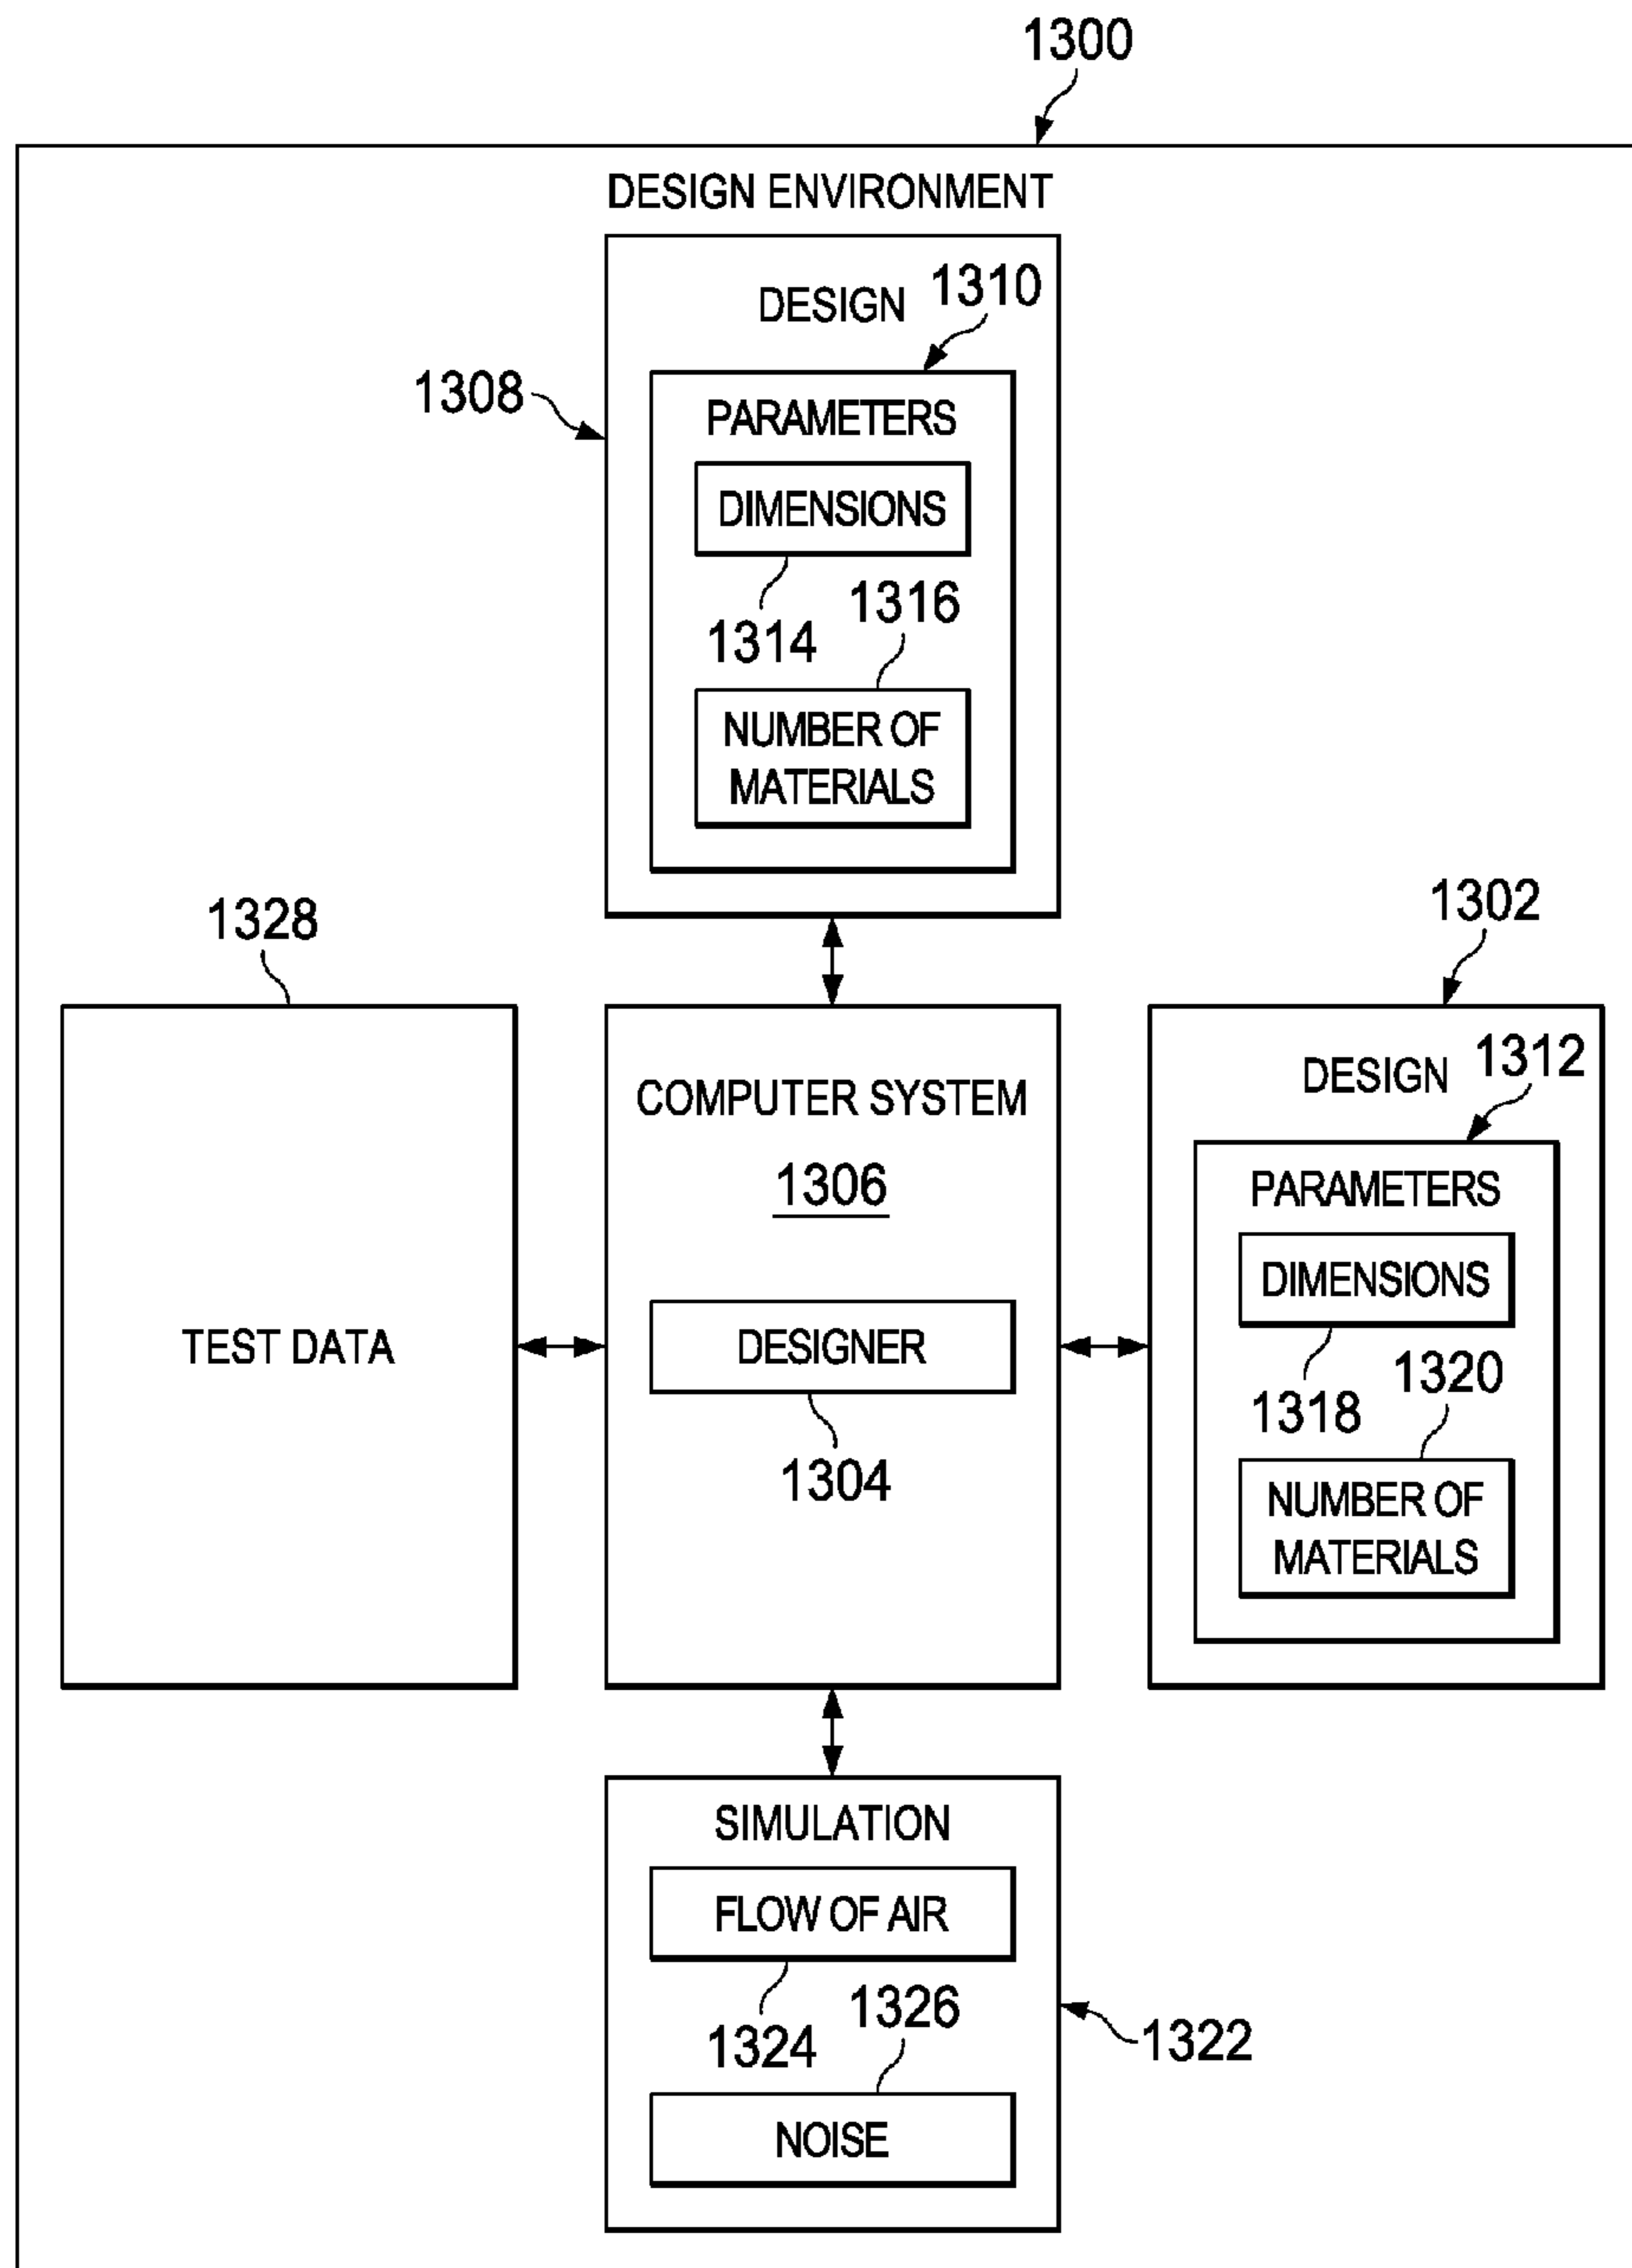 1300
DESIGN ENVIRONMENT
DESIGN
1310
1308
PARAMETERS
DIMENSIONS
1316
1314
NUMBER OF
MATERIALS
1328
1302
TEST DATA
COMPUTER SYSTEM
1306
DESIGNER
1304
DESIGN
1312
PARAMETERS
DIMENSIONS
1320
1318
NUMBER OF
MATERIALS
SIMULATION
FLOW OF AIR
1326
1324
1322
NOISE